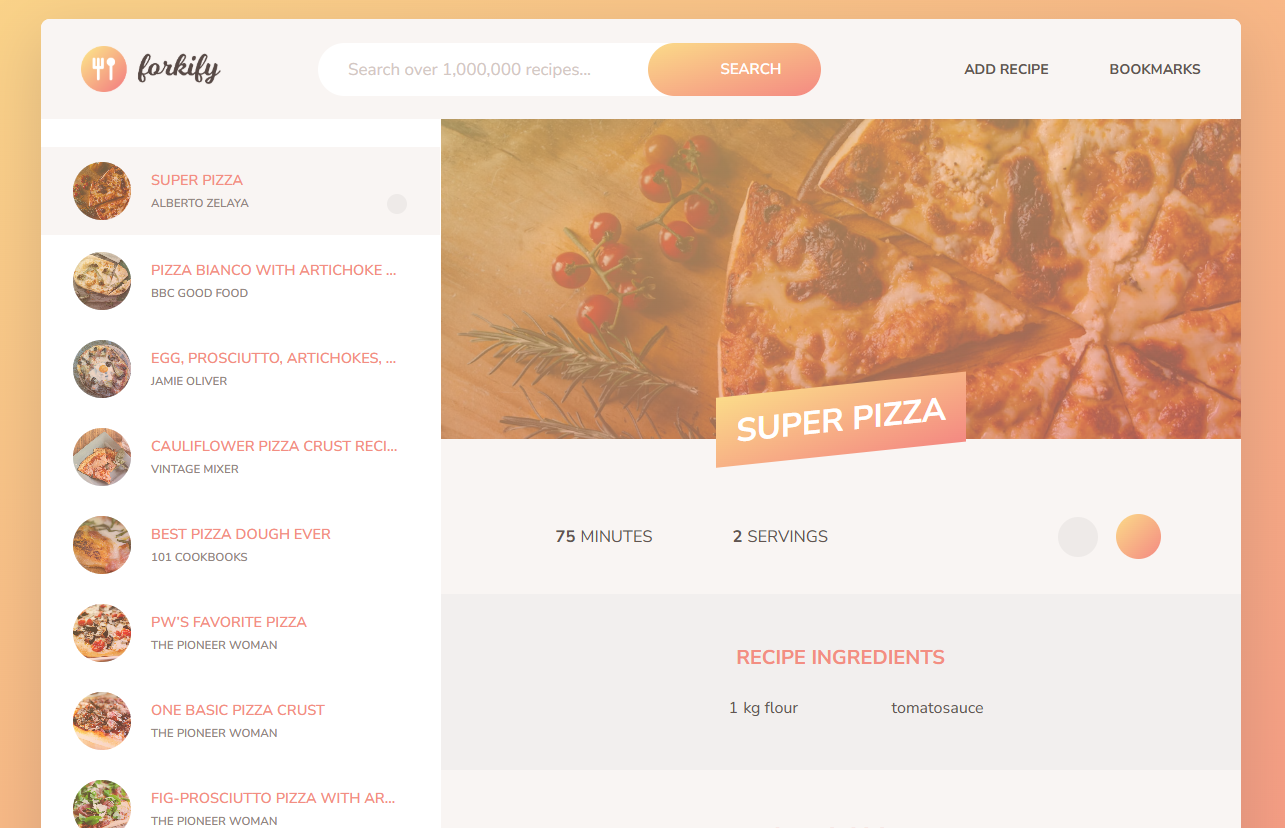 forkify
Search over 1,000,000 recipes...
SEARCH
ADD RECIPE
BOOKMARKS
SUPER PIZZA
ALBERTO ZELAYA
PIZZA BIANCO WITH ARTICHOKE ...
BBC GOOD FOOD
EGG, PROSCIUTTO, ARTICHOKES, ...
JAMIE OLIVER
CAULIFLOWER PIZZA CRUST RECI...
VINTAGE MIXER
BEST PIZZA DOUGH EVER
101 COOKBOOKS
PW'S FAVORITE PIZZA
THE PIONEER WOMAN
ONE BASIC PIZZA CRUST
THE PIONEER WOMAN
FIG-PROSCIUTTO PIZZA WITH AR...
THE PIONEER WOMAN
SUPER PIZZA
75 MINUTES
2 SERVINGS
RECIPE INGREDIENTS
1 kg flour
tomatosauce